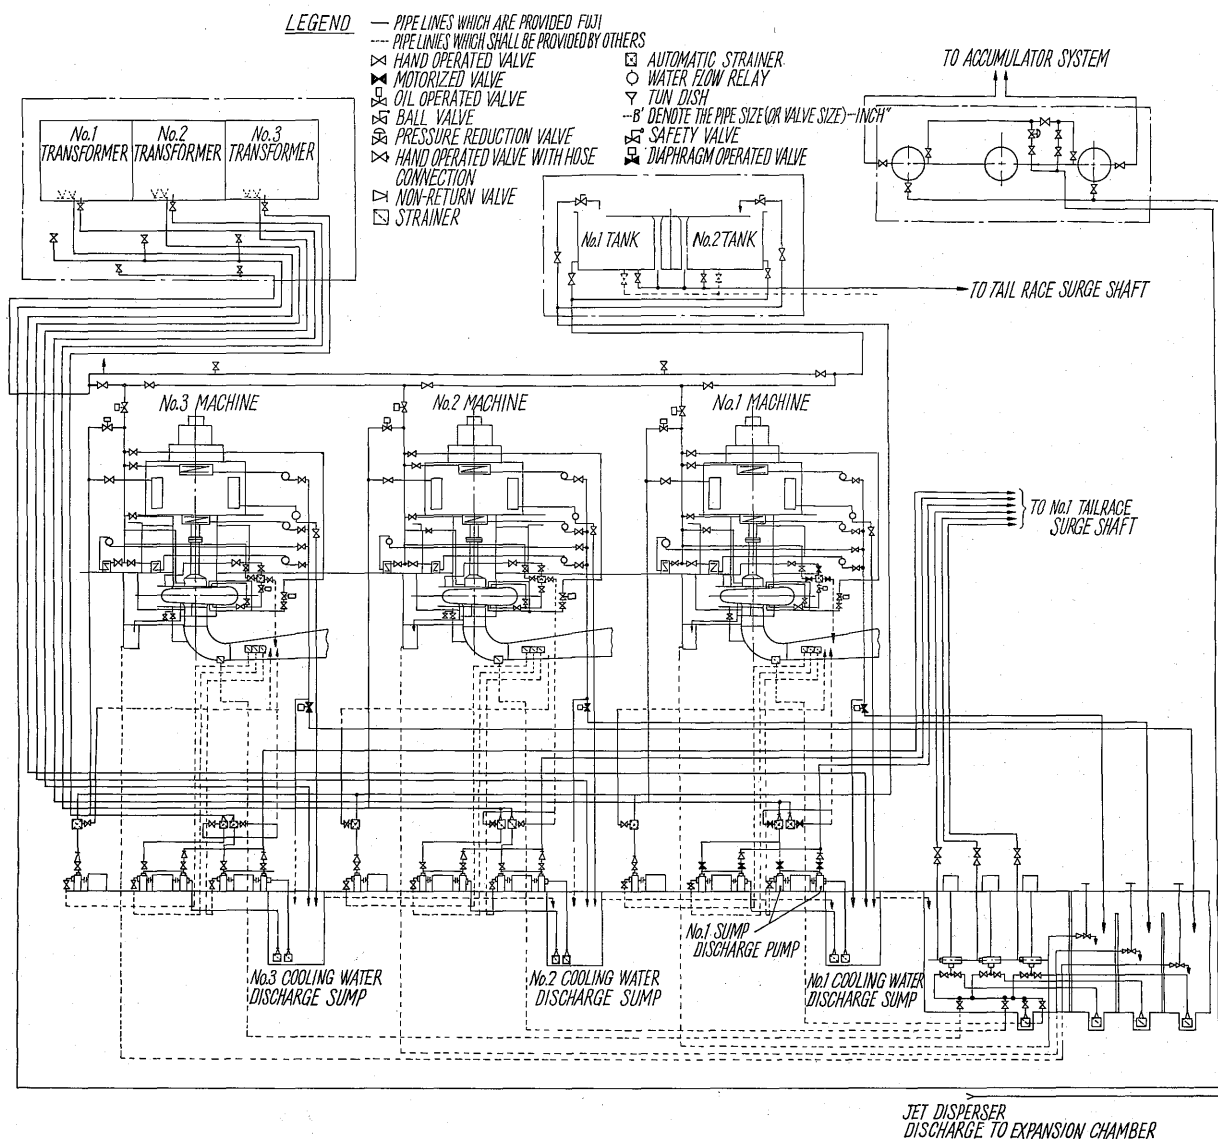 LEGEND
— PIPE LINES WHICH ARE PROVIDED FUJI
---- PIPE LINIES WHICH SHALL BE PROVIDED BY OTHERS
HAND OPERATED VALVE
MOTORIZED VALVE
OIL OPERATED VALVE
BALL VALVE
PRESSURE REDUCTION VALVE
HAND OPERATED VALVE WITH HOSE
CONNECTION
NON-RETURN VALVE
STRAINER
AUTOMATIC STRAINER
WATER FLOW RELAY
TUN DISH
---B' DENOTE THE PIPE SIZE (OR VALVE SIZE)—INCH"
SAFETY VALVE
DIAPHRAGM OPERATED VALVE
TO ACCUMULATOR SYSTEM
No.1
TRANSFORMER
No.2
TRANSFORMER
No.3
TRANSFORMER
No.1 TANK
No.2 TANK
TO TAIL RACE SURGE SHAFT
No.3 MACHINE
No.2 MACHINE
No.1 MACHINE
TO No.1 TAILRACE
SURGE SHAFT
No.1 SUMP
DISCHARGE PUMP
No.3 COOLING WATER
DISCHARGE SUMP
No.2 COOLING WATER
DISCHARGE SUMP
No.1 COOLING WATER
DISCHARGE SUMP
JET DISPERSER
DISCHARGE TO EXPANSION CHAMBER